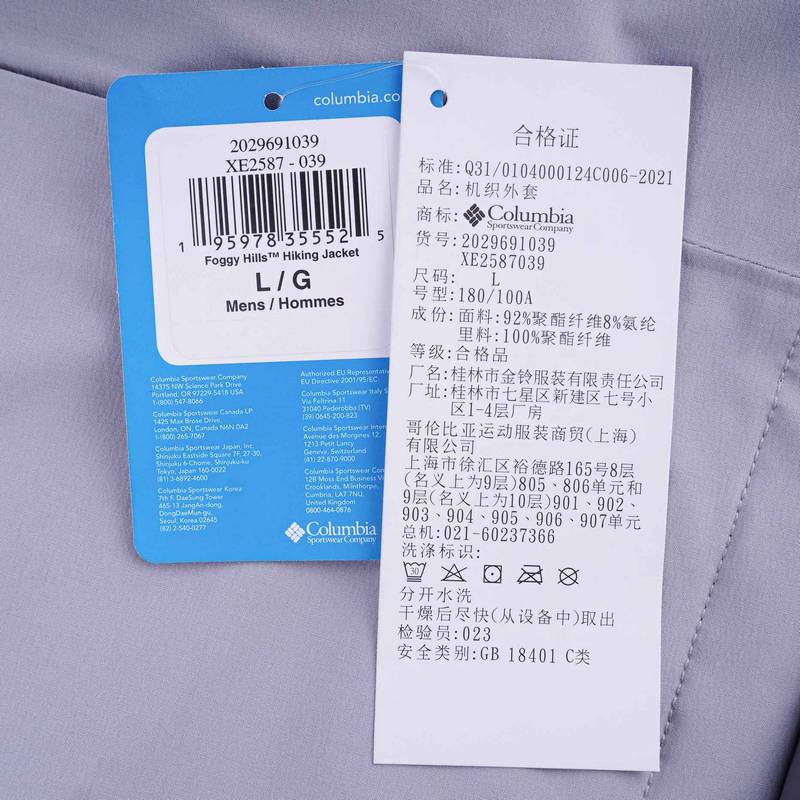 columbia.co
2029691039
XE2587 - 039
1 95978 35552 5
Foggy Hills™ Hiking Jacket
L / G
Mens / Hommes
Columbia Sportswear Company
14375 NW Science Park Drive
Portland, OR 97229-5418 USA
1-(800) 547-8066
Columbia Sportswear Canada LP
1425 Max Brose Drive,
London, ON, Canada N6N 0A2
1-(800) 265-7067
Columbia Sportswear Japan, Inc.
Shinjuku Eastside Square 7F, 27-30,
Shinjuku 6-Chome, Shinjuku-ku
Tokyo, Japan 160-0022
(81) 3-6892-4600
Columbia Sportswear Korea
7th F. DaeSung Tower
465-13 JangAn-dong,
DongDaeMun-gu,
Seoul, Korea 02645
(82) 2-540-0277
Authorized EU Representat
EU Directive 2001/95/EC
Columbia Sportswear Italy S
Via Feltrina 11
31040 Pederobba (TV)
(39) 0645-200-823
Columbia Sportswear Intern
Avenue des Morgines 12,
1213 Petit Lancy
Geneva, Switzerland
(41) 22-870-9000
Columbia Sportswear Con
12B Moss End Business Vi
Crooklands, Milnthorpe,
Cumbria, LA7 7NU,
United Kingdom
0800-464-0876
Columbia
Sportswear Company
合格证
标准:Q31/0104000124C006-2021
品名:机织外套
商标: Columbia
Sportswear Company
货号:2029691039
XE2587039
尺码: L
号型:180/100A
成份:面料:92%聚酯纤维8%氨纶
里料:100%聚酯纤维
等级:合格品
厂名:桂林市金铃服装有限责任公司
厂址:桂林市七星区新建区七号小
区1-4层厂房
哥伦比亚运动服装商贸(上海)
有限公司
上海市徐汇区裕德路165号8层
(名义上为9层)805、806单元和
9层(名义上为10层)901、902、
903、904、905、906、907单元
总机:021-60237366
洗涤标识:
30
分开水洗
干燥后尽快(从设备中)取出
检验员:023
安全类别:GB 18401 C类